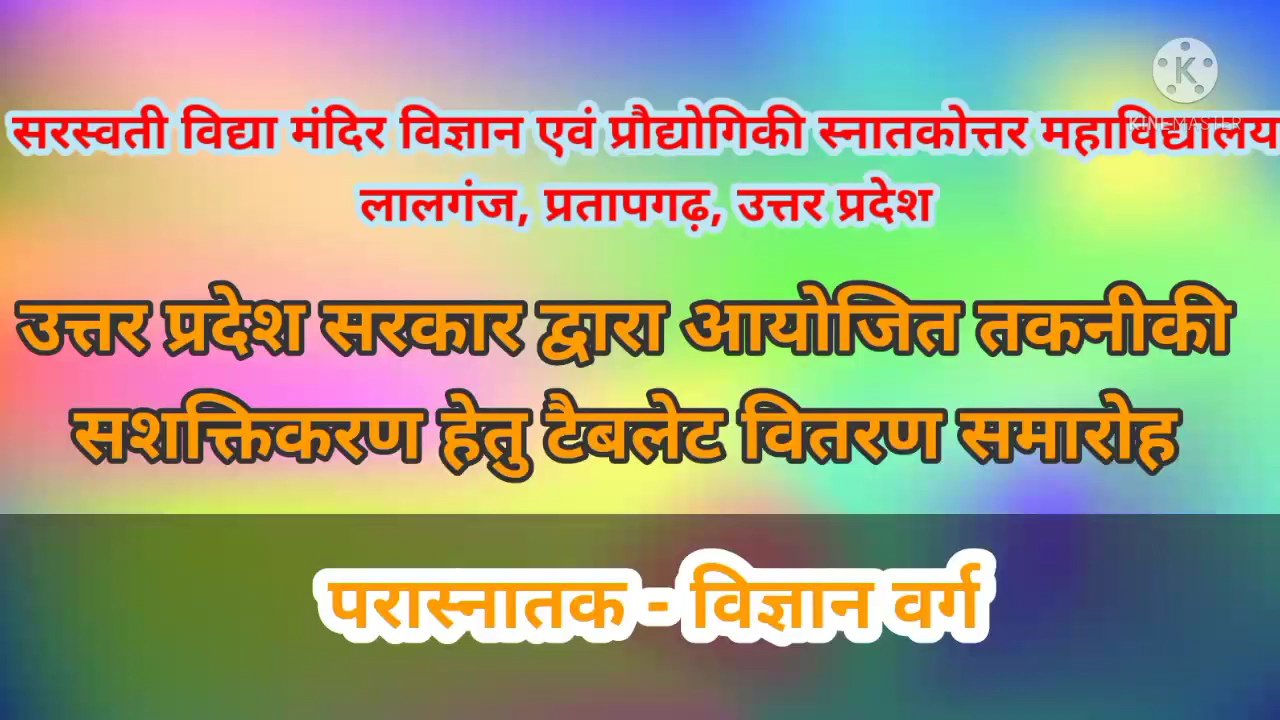 KINEMASTER
सरस्वती विद्या मंदिर विज्ञान एवं प्रौद्योगिकी स्नातकोत्तर महाविद्यालय
लालगंज, प्रतापगढ़, उत्तर प्रदेश
उत्तर प्रदेश सरकार द्वारा आयोजित तकनीकी
सशक्तिकरण हेतु टैबलेट वितरण समारोह
परास्नातक - विज्ञान वर्ग